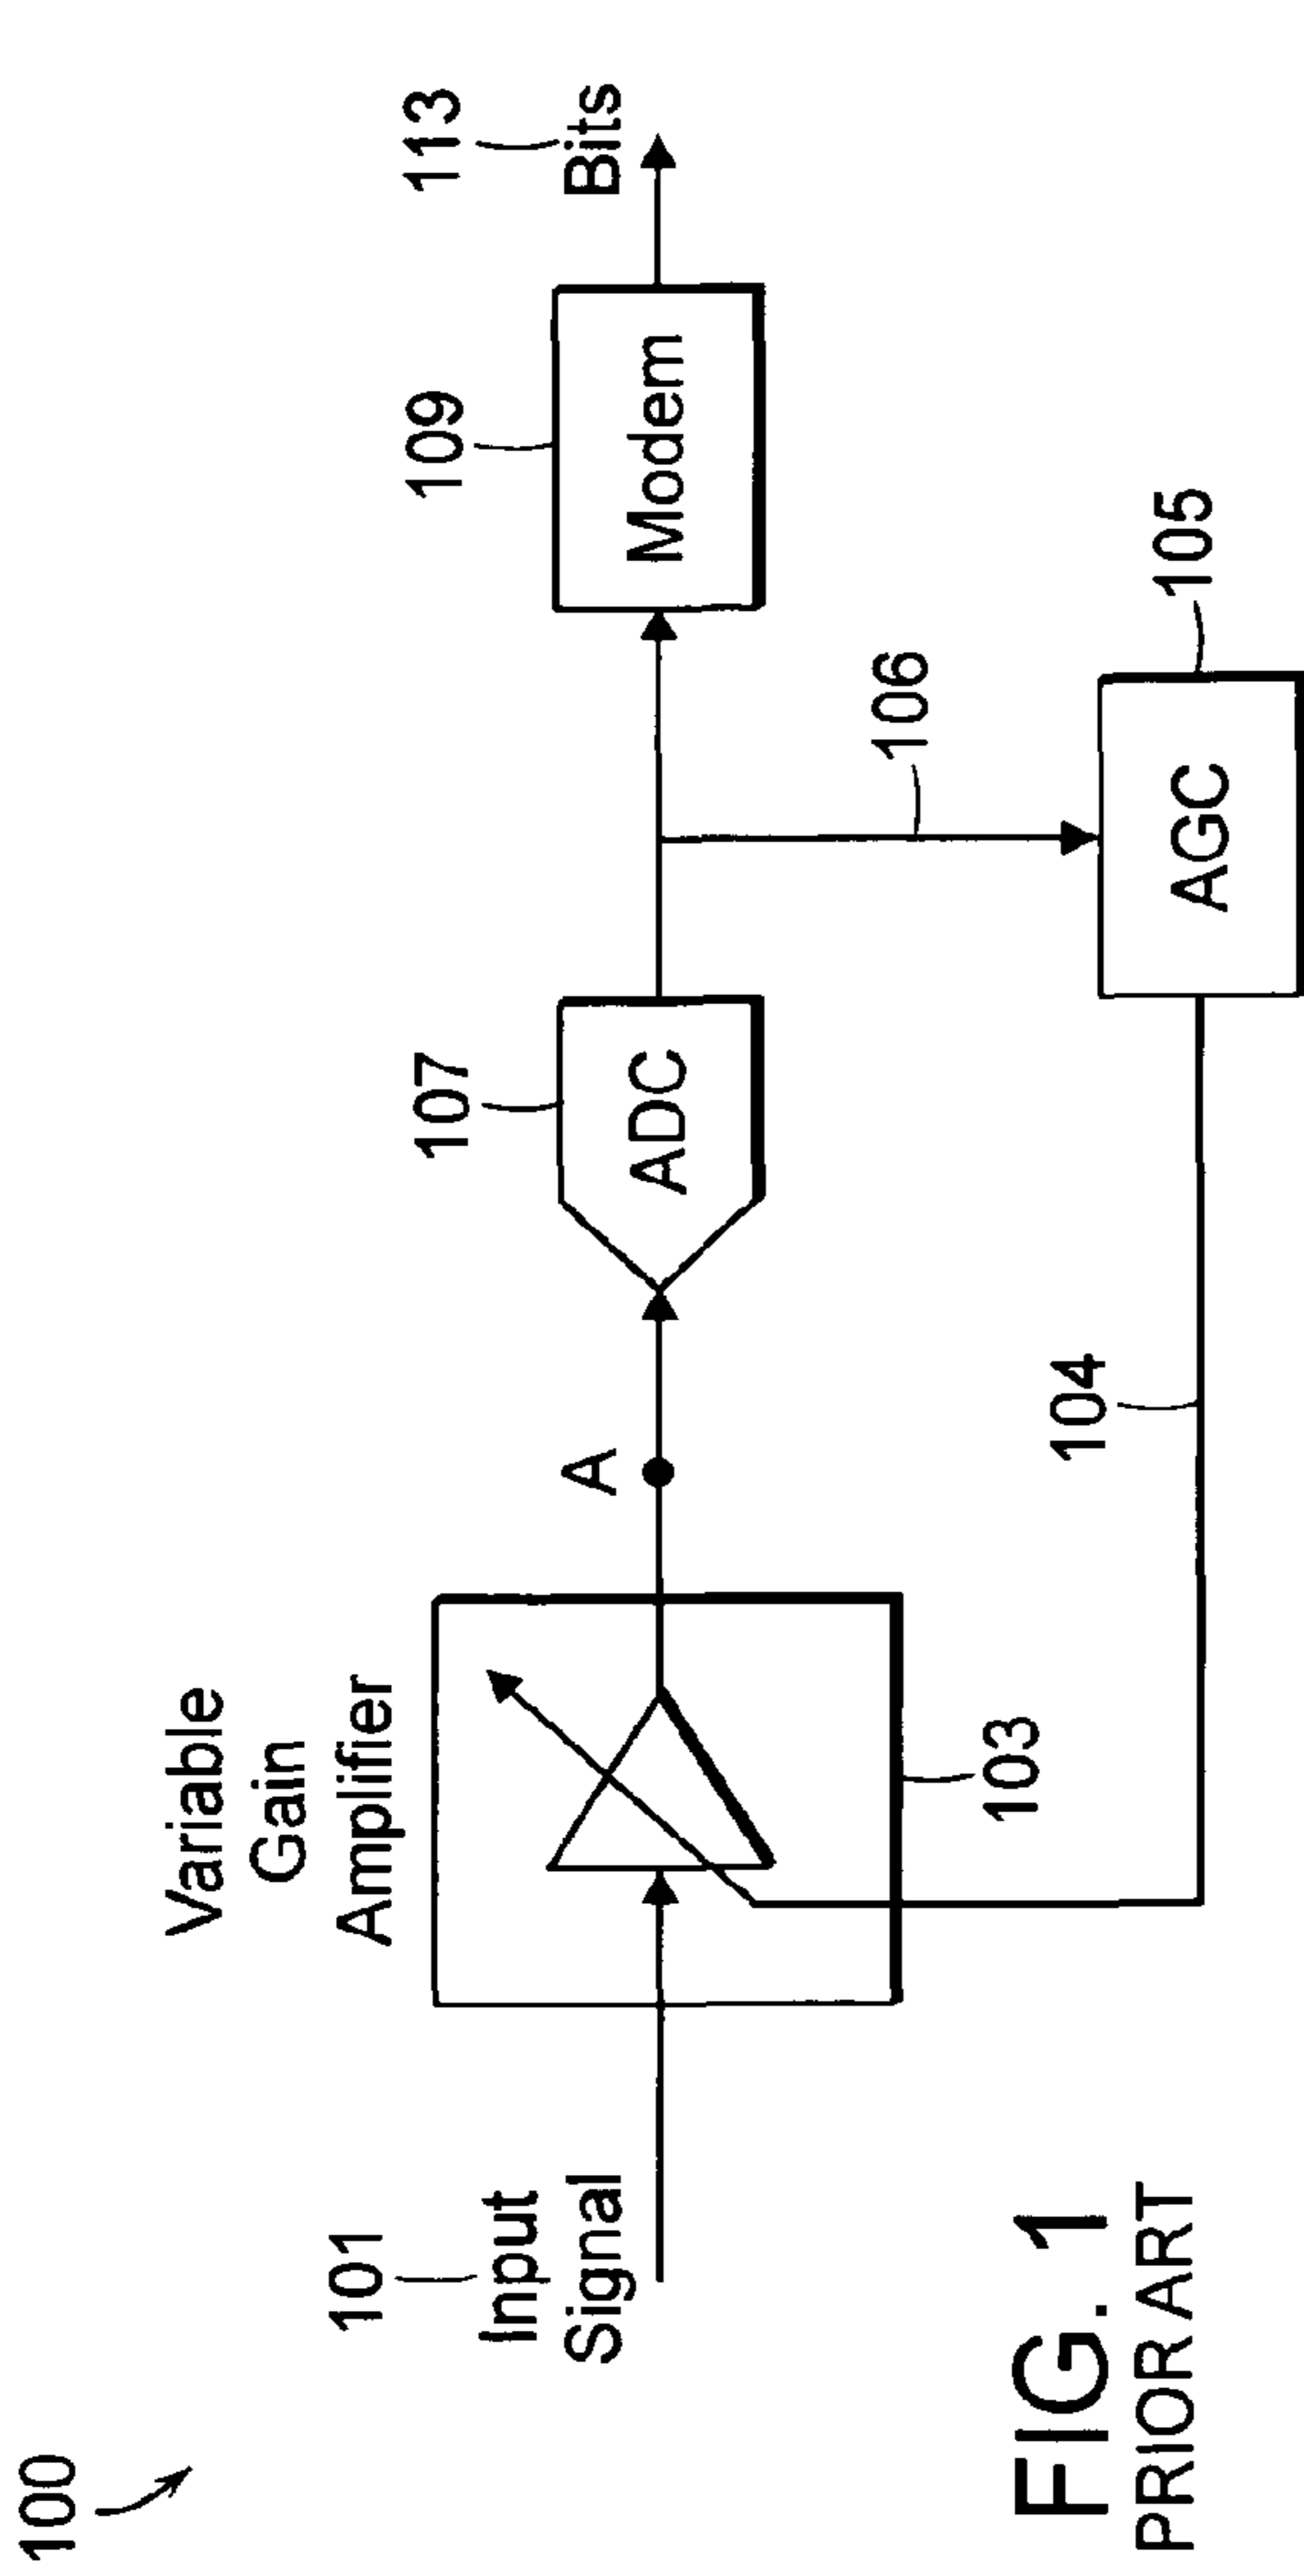 100
101
Input
Signal
Variable
Gain
Amplifier
103
A
104
107
ADC
106
AGC
105
109
Modem
113
Bits
FIG. 1
PRIOR ART